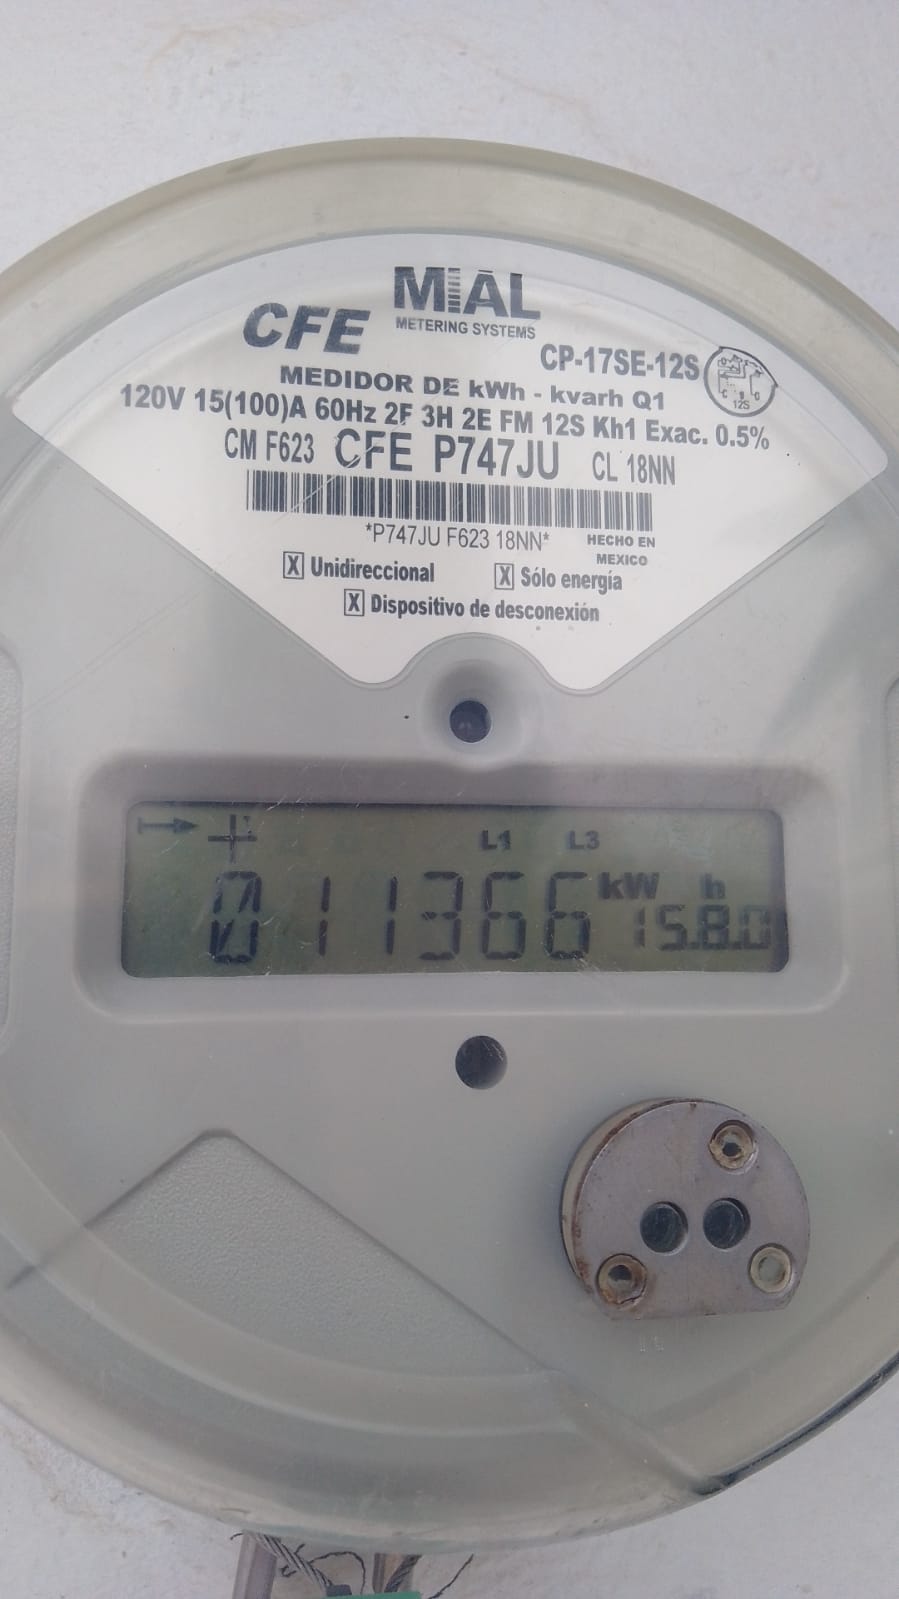 MIAL
METERING SYSTEMS
CFE
CP-17SE-12S
12S
MEDIDOR DE kWh - kvarh Q1
120V 15(100)A 60Hz 2F 3H 2E FM 12S Kh1 Exac. 0.5%
CM F623 CFE P747JU CL 18NN
*P747JU F623 18NN*
HECHO EN
MEXICO
X Unidireccional X Sólo energía
X Dispositivo de desconexión
L1 L3
011366 kW h 15.8.0